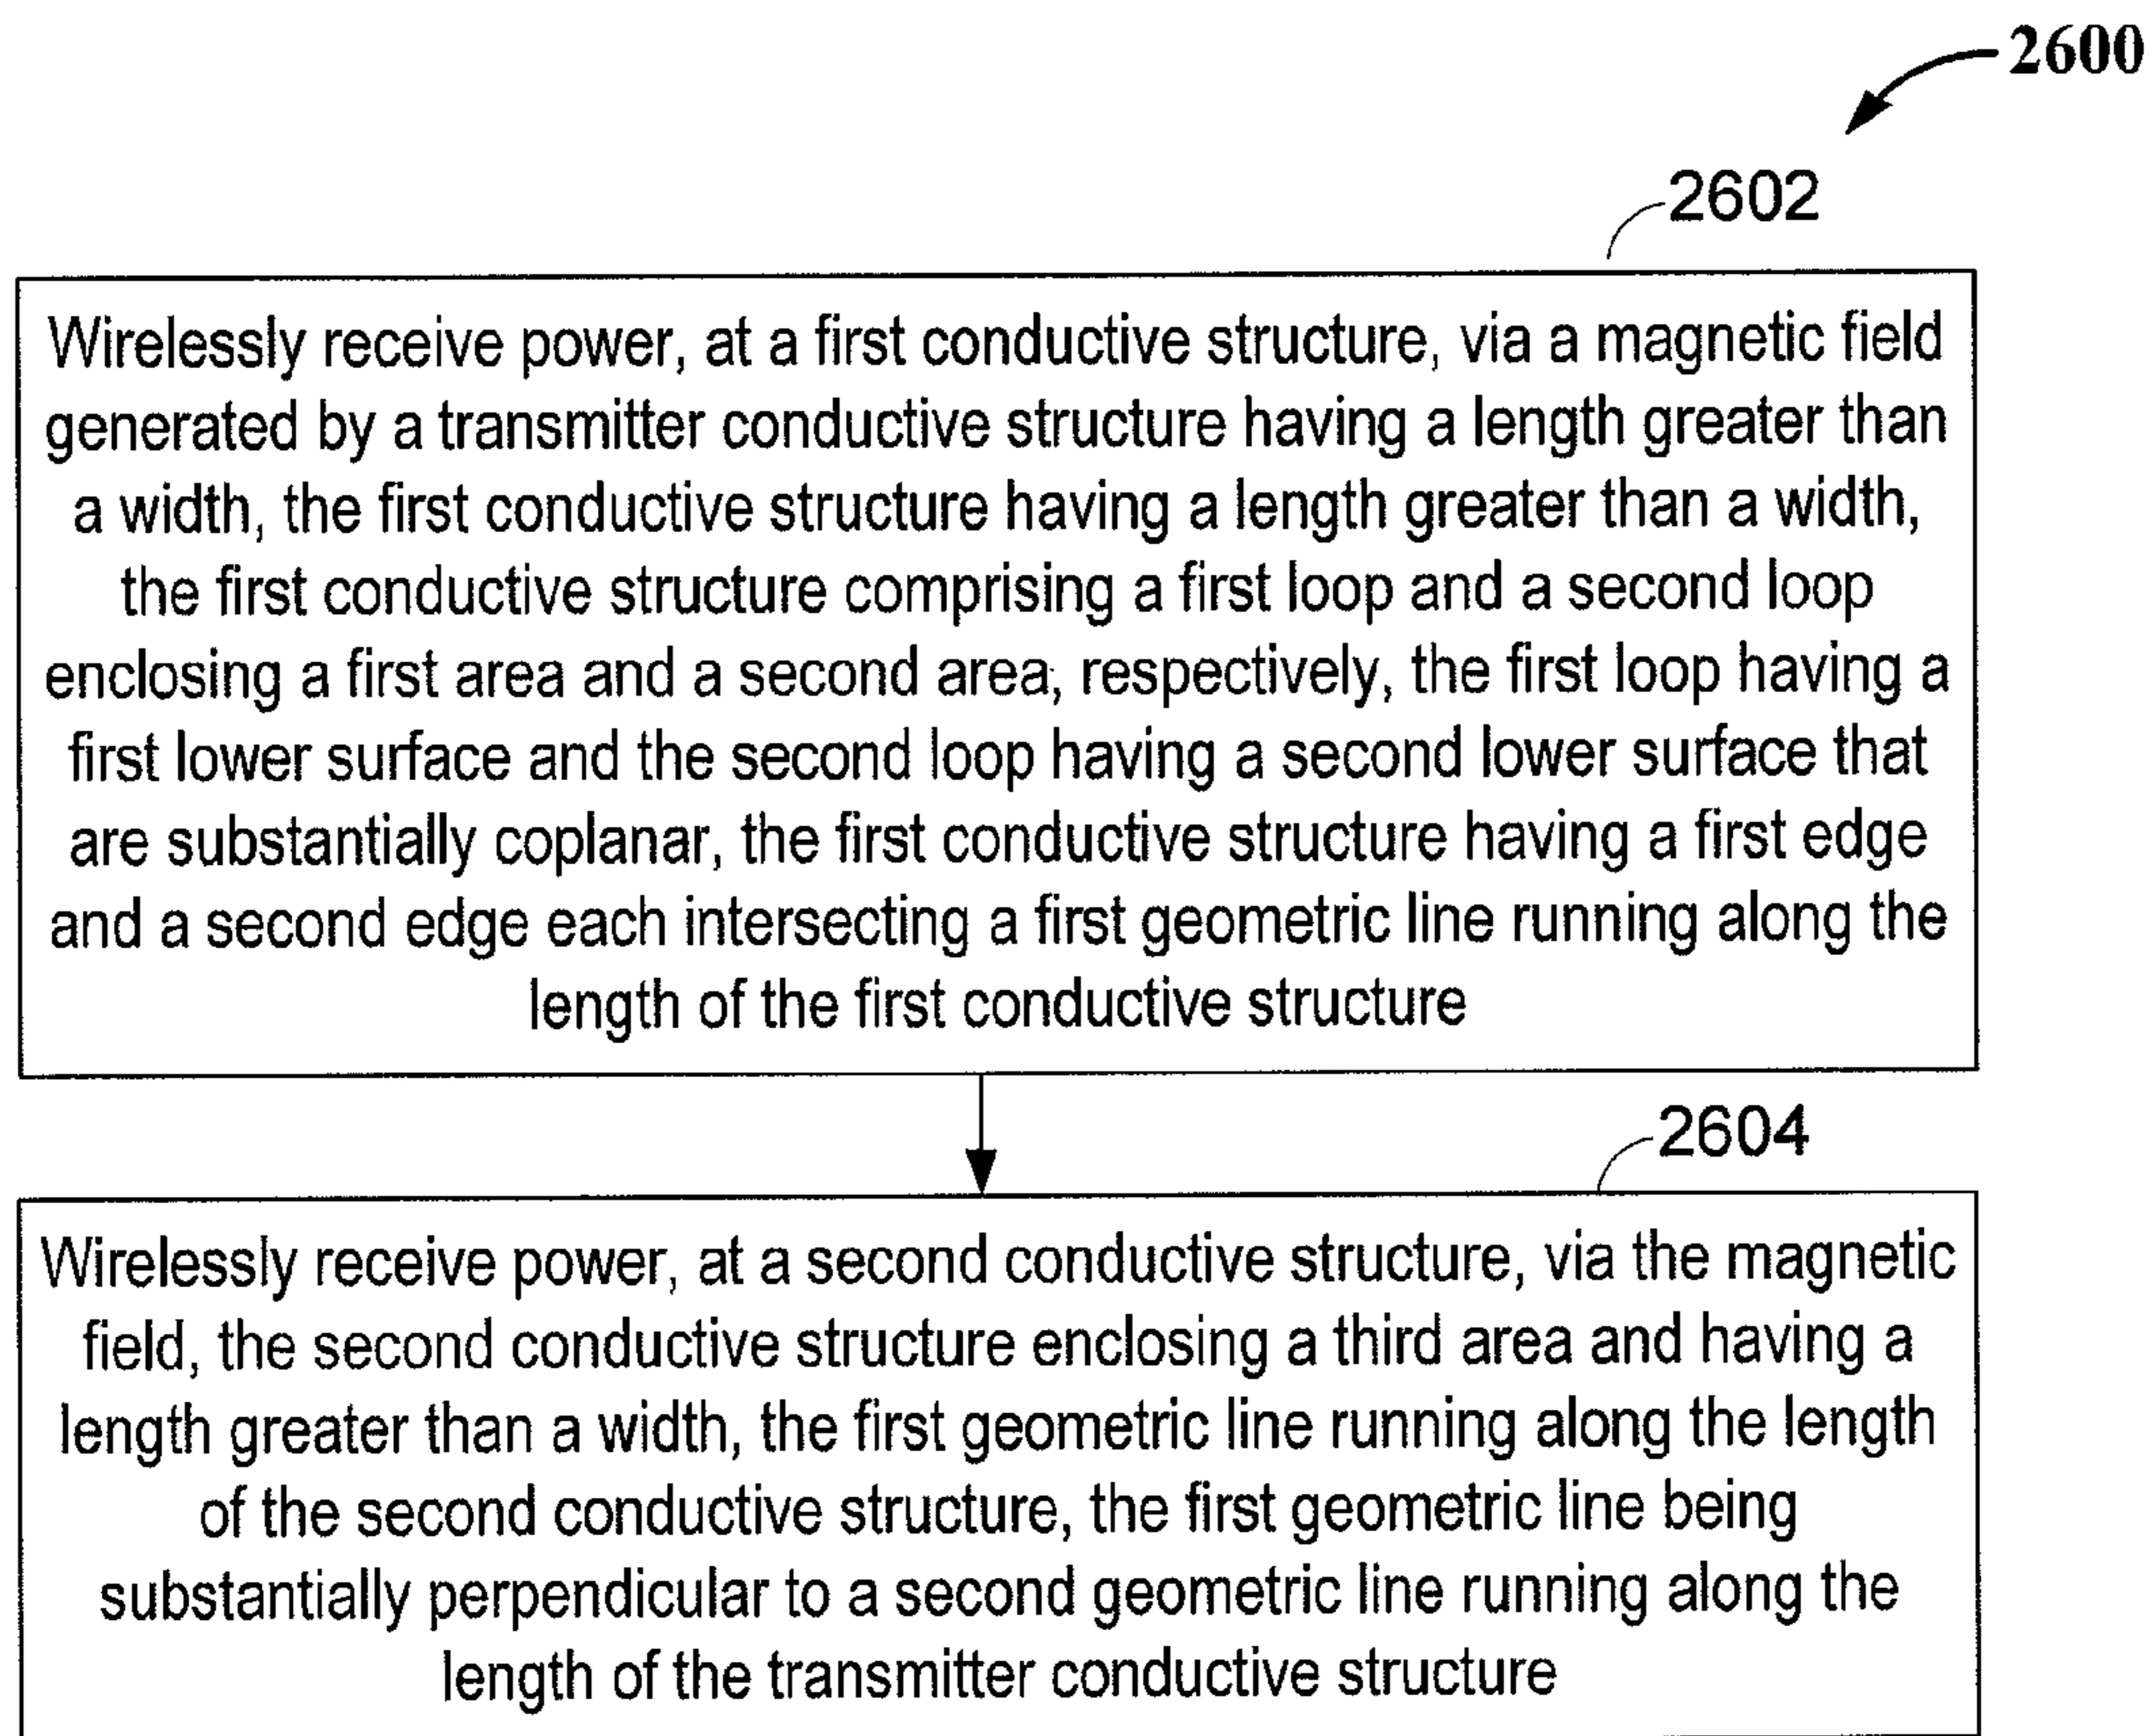 2600
2602
Wirelessly receive power, at a first conductive structure, via a magnetic field
generated by a transmitter conductive structure having a length greater than
a width, the first conductive structure having a length greater than a width,
the first conductive structure comprising a first loop and a second loop
enclosing a first area and a second area, respectively, the first loop having a
first lower surface and the second loop having a second lower surface that
are substantially coplanar, the first conductive structure having a first edge
and a second edge each intersecting a first geometric line running along the
length of the first conductive structure
2604
Wirelessly receive power, at a second conductive structure, via the magnetic
field, the second conductive structure enclosing a third area and having a
length greater than a width, the first geometric line running along the length
of the second conductive structure, the first geometric line being
substantially perpendicular to a second geometric line running along the
length of the transmitter conductive structure